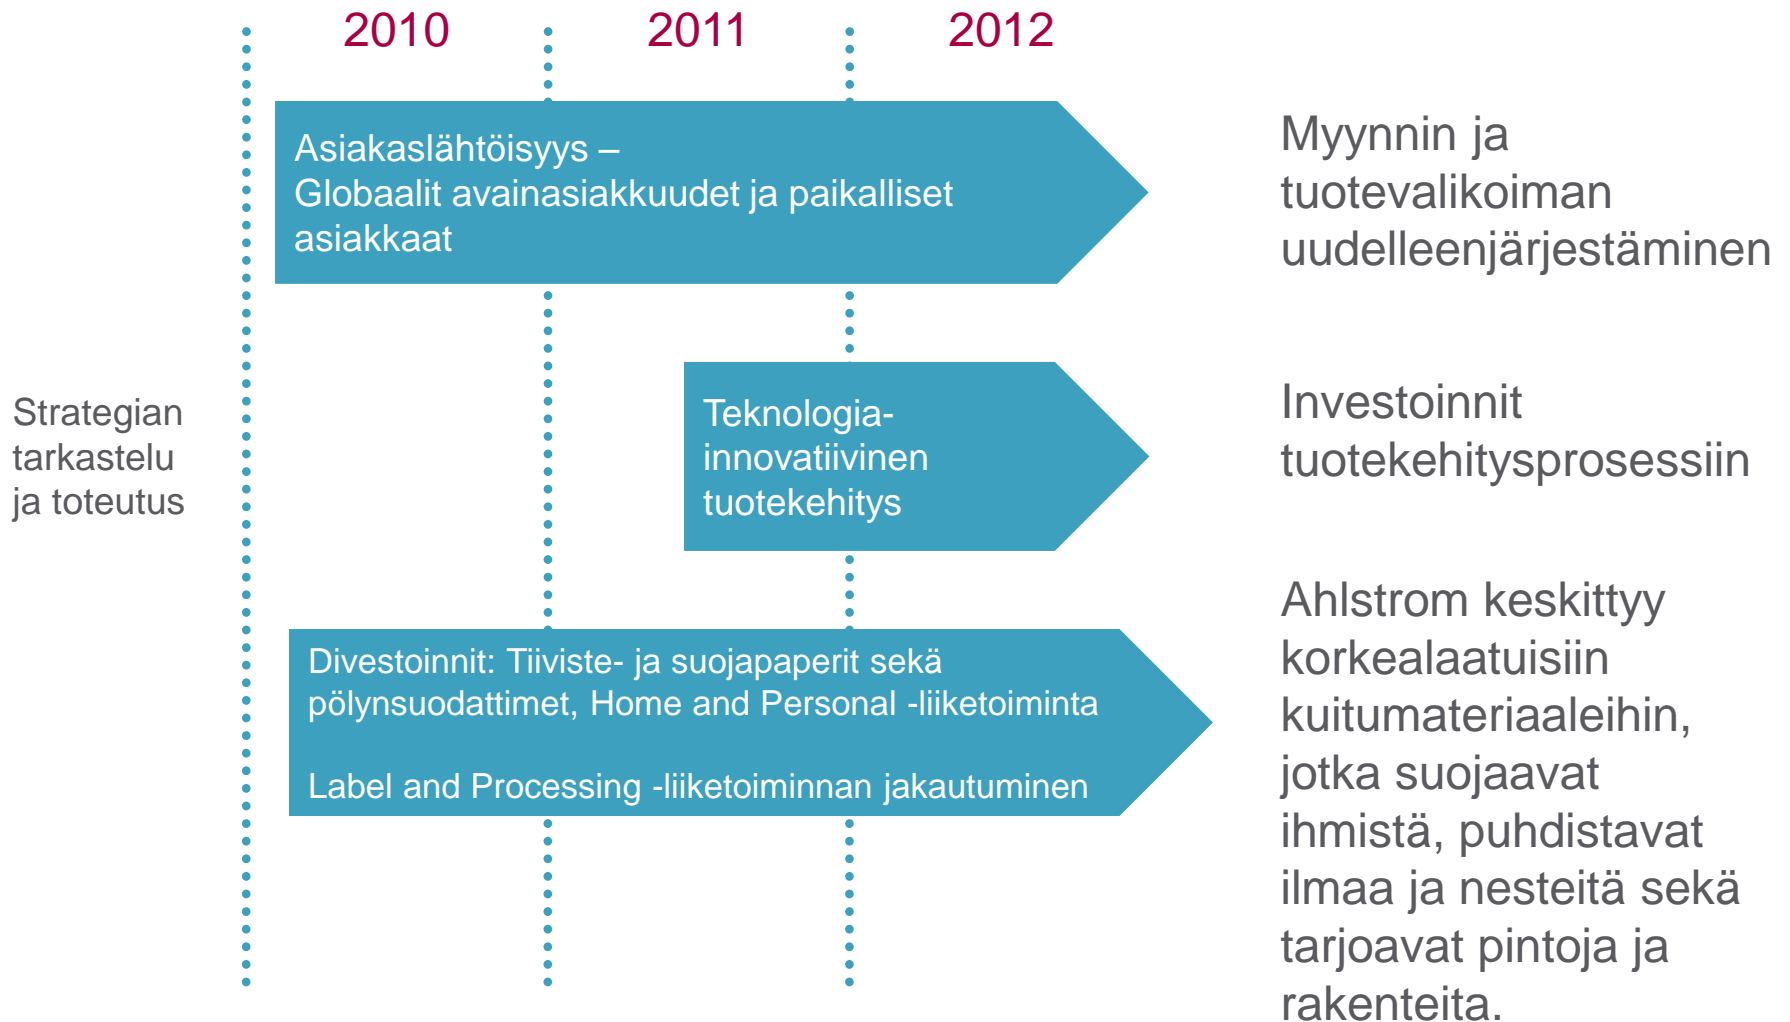 2010
2011
2012
Strategian
tarkastelu
ja toteutus
Asiakaslähtöisyys –
Globaalit avainasiakkuudet ja paikalliset
asiakkaat
Myynnin ja
tuotevalikoiman
uudelleenjärjestäminen
Teknologia-
innovatiivinen
tuotekehitys
Investoinnit
tuotekehitysprosessiin
Divestoinnit: Tiiviste- ja suojapaperit sekä
pölynsuodattimet, Home and Personal -liiketoiminta
Label and Processing -liiketoiminnan jakautuminen
Ahlstrom keskittyy
korkealaatuisiin
kuitumateriaaleihin,
jotka suojaavat
ihmistä, puhdistavat
ilmaa ja nesteitä sekä
tarjoavat pintoja ja
rakenteita.